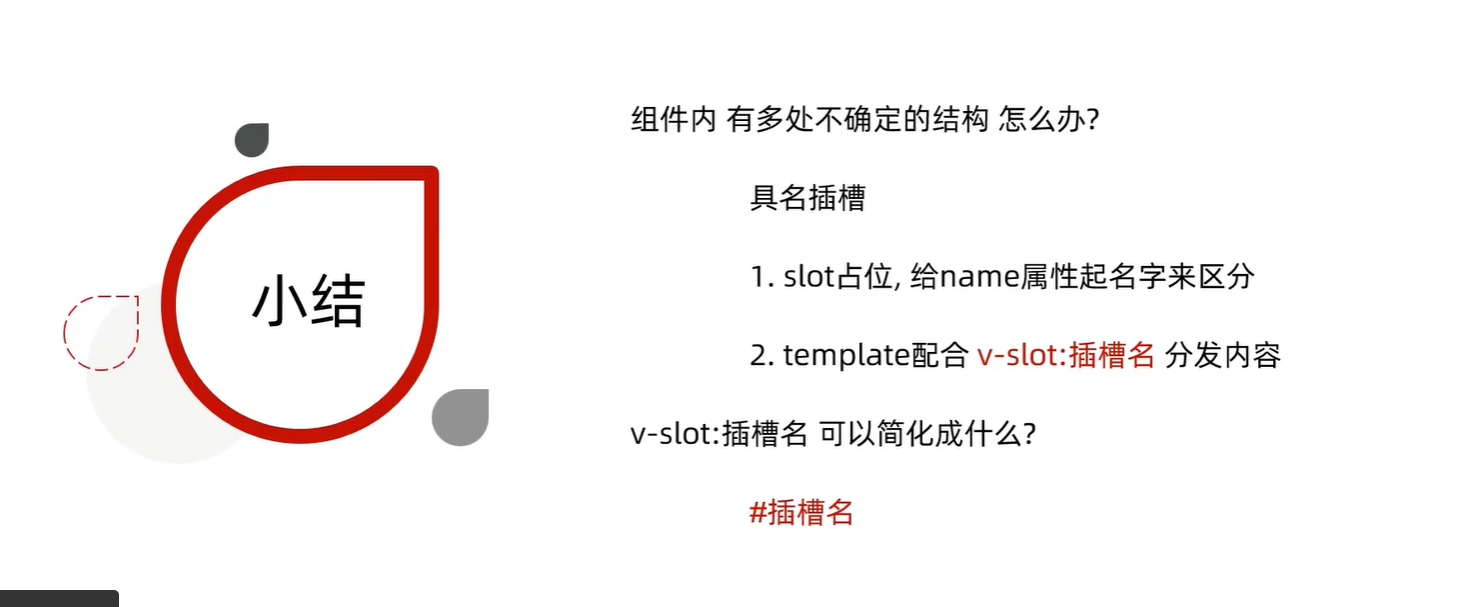 小结
组件内 有多处不确定的结构 怎么办?
具名插槽
1. slot占位, 给name属性起名字来区分
2. template配合 v-slot:插槽名 分发内容
v-slot:插槽名 可以简化成什么?
#插槽名